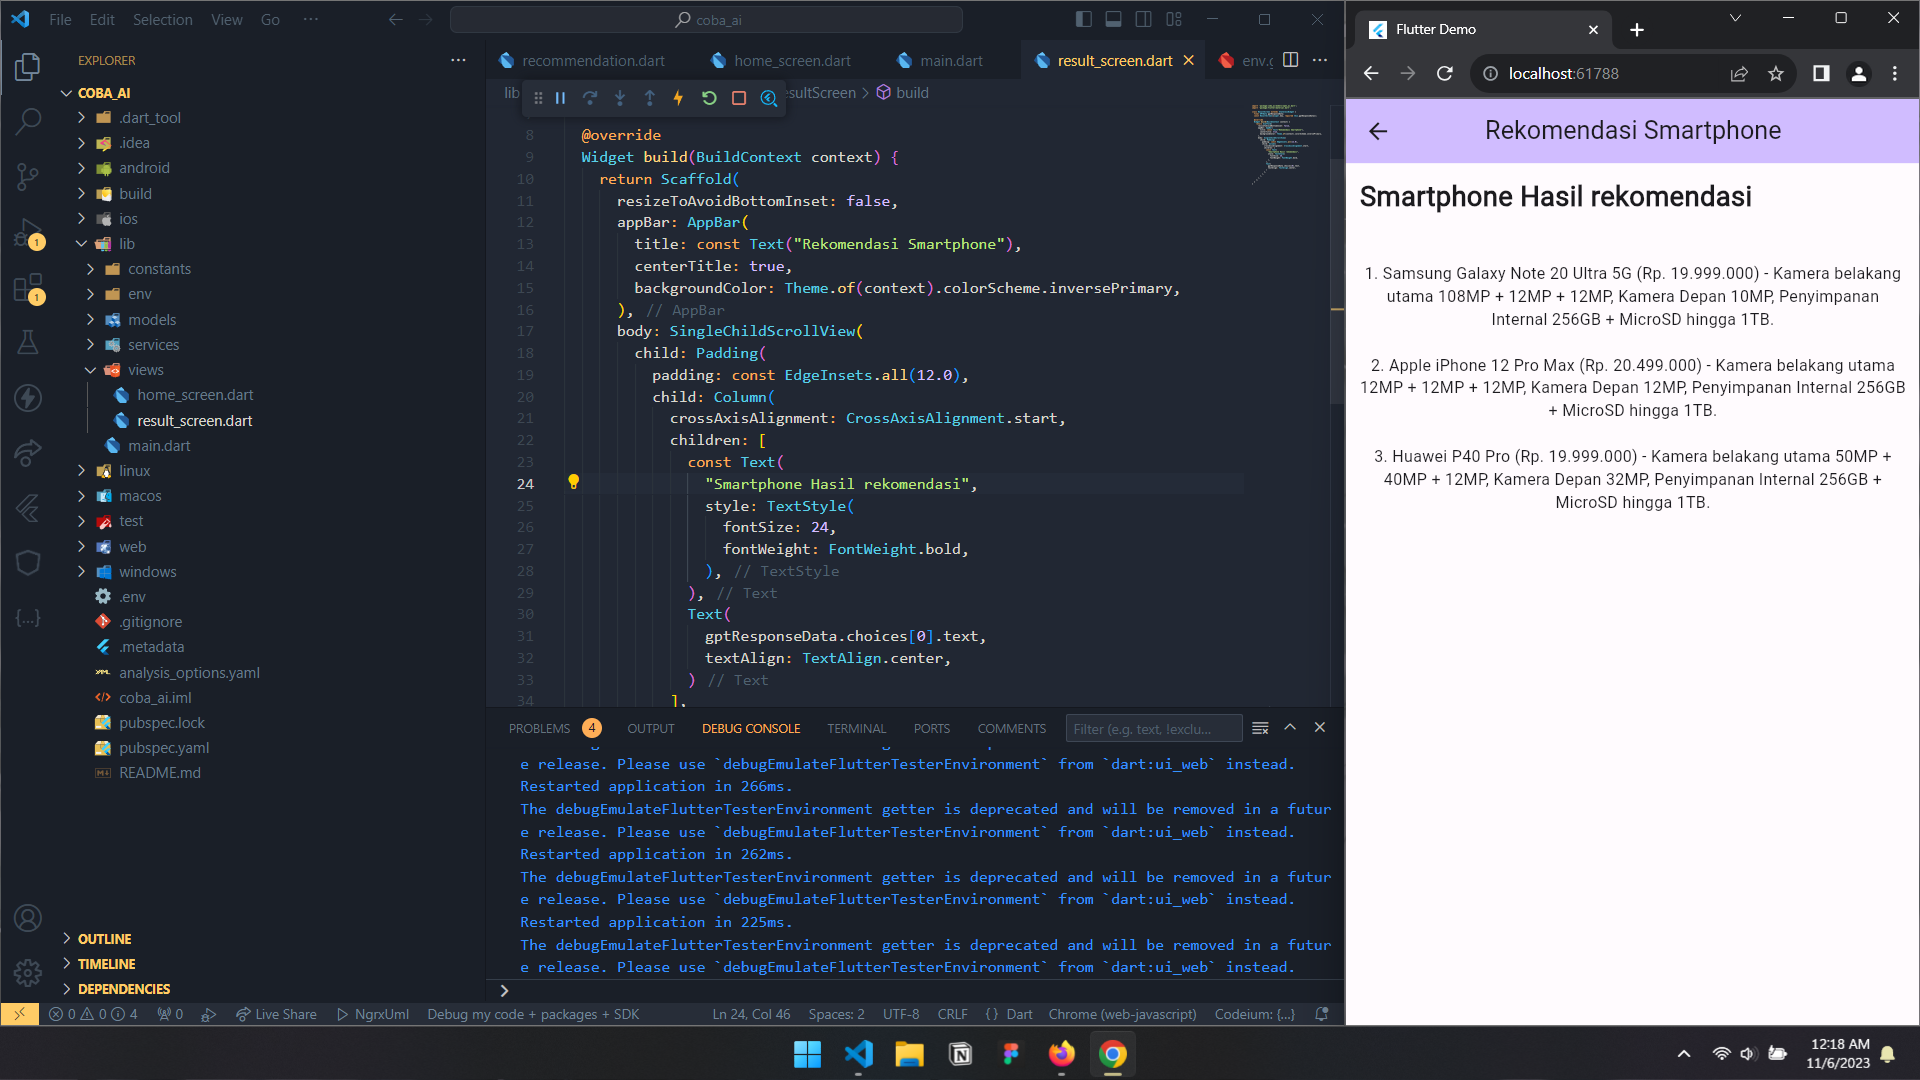 File Edit Selection View Go ··· coba_ai
EXPLORER
COBA_AI
.dart_tool
.idea
android
build
ios
lib
constants
env
models
services
views
home_screen.dart
result_screen.dart
main.dart
linux
macos
test
web
windows
.env
.gitignore
.metadata
analysis_options.yaml
coba_ai.iml
pubspec.lock
pubspec.yaml
README.md
OUTLINE
TIMELINE
DEPENDENCIES
1
1
recommendation.dart home_screen.dart main.dart result_screen.dart env.g
lib esultScreen > build
8 @override
9 Widget build(BuildContext context) {
10 return Scaffold(
11 resizeToAvoidBottomInset: false,
12 appBar: AppBar(
13 title: const Text("Rekomendasi Smartphone"),
14 centerTitle: true,
15 backgroundColor: Theme.of(context).colorScheme.inversePrimary,
16 ), // AppBar
17 body: SingleChildScrollView(
18 child: Padding(
19 padding: const EdgeInsets.all(12.0),
20 child: Column(
21 crossAxisAlignment: CrossAxisAlignment.start,
22 children: [
23 const Text(
24 "Smartphone Hasil rekomendasi",
25 style: TextStyle(
26 fontSize: 24,
27 fontWeight: FontWeight.bold,
28 ), // TextStyle
29 ), // Text
30 Text(
31 gptResponseData.choices[0].text,
32 textAlign: TextAlign.center,
33 ) // Text
34 ],
PROBLEMS 4 OUTPUT DEBUG CONSOLE TERMINAL PORTS COMMENTS Filter (e.g. text, !exclu...
e release. Please use `debugEmulateFlutterTesterEnvironment` from `dart:ui_web` instead.
Restarted application in 266ms.
The debugEmulateFlutterTesterEnvironment getter is deprecated and will be removed in a futur
e release. Please use `debugEmulateFlutterTesterEnvironment` from `dart:ui_web` instead.
Restarted application in 262ms.
The debugEmulateFlutterTesterEnvironment getter is deprecated and will be removed in a futur
e release. Please use `debugEmulateFlutterTesterEnvironment` from `dart:ui_web` instead.
Restarted application in 225ms.
The debugEmulateFlutterTesterEnvironment getter is deprecated and will be removed in a futur
e release. Please use `debugEmulateFlutterTesterEnvironment` from `dart:ui_web` instead.
0 0 4 0 Live Share NgrxUml Debug my code + packages + SDK Ln 24, Col 46 Spaces: 2 UTF-8 CRLF {} Dart Chrome (web-javascript) Codeium: {...}
Flutter Demo
localhost:61788
Rekomendasi Smartphone
Smartphone Hasil rekomendasi
1. Samsung Galaxy Note 20 Ultra 5G (Rp. 19.999.000) - Kamera belakang
utama 108MP + 12MP + 12MP, Kamera Depan 10MP, Penyimpanan
Internal 256GB + MicroSD hingga 1TB.
2. Apple iPhone 12 Pro Max (Rp. 20.499.000) - Kamera belakang utama
12MP + 12MP + 12MP, Kamera Depan 12MP, Penyimpanan Internal 256GB
+ MicroSD hingga 1TB.
3. Huawei P40 Pro (Rp. 19.999.000) - Kamera belakang utama 50MP +
40MP + 12MP, Kamera Depan 32MP, Penyimpanan Internal 256GB +
MicroSD hingga 1TB.
12:18 AM
11/6/2023